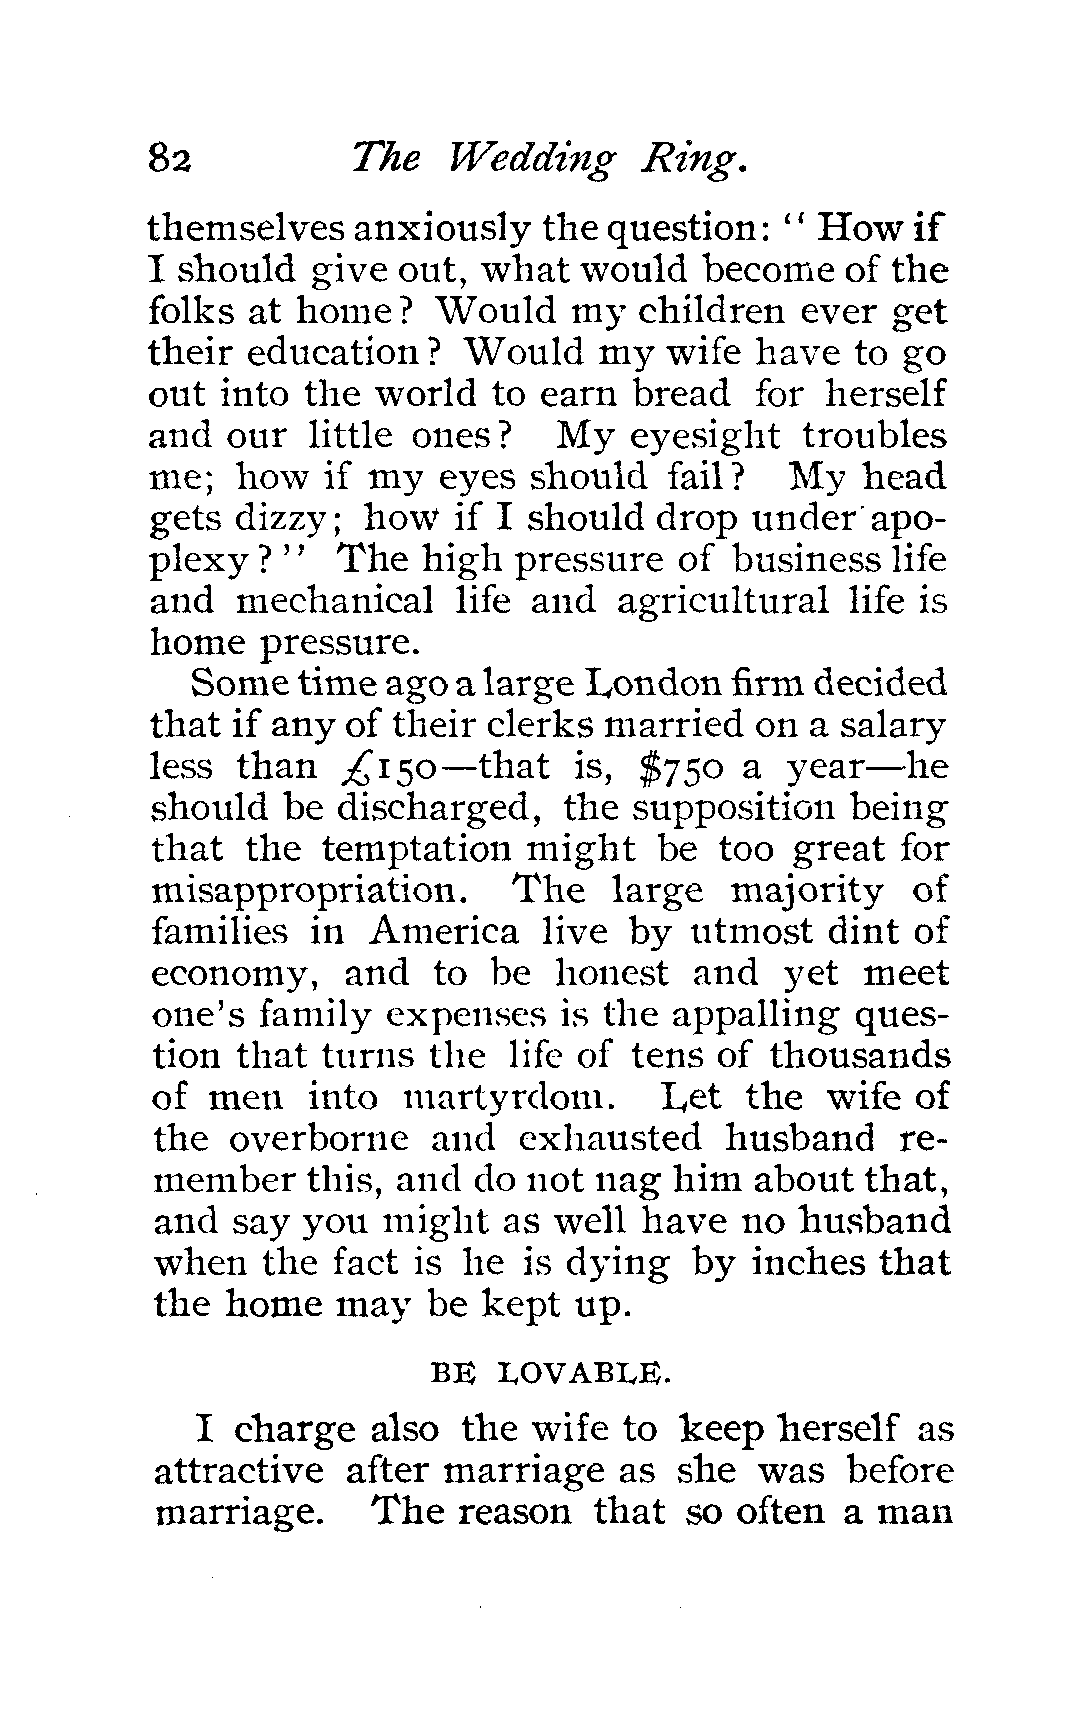 82 The Wedding Ring.
themselves anxiously the question: "How if
I should give out, what would become of the
folks at home? Would my children ever get
their education? Would my wife have to go
out into the world to earn bread for herself
and our little ones? My eyesight troubles
me; how if my eyes should fail? My head
gets dizzy; how if I should drop under apo-
plexy?" The high pressure of business life
and mechanical life and agricultural life is
home pressure.
Some time ago a large London firm decided
that if any of their clerks married on a salary
less than £150—that is, $750 a year—he
should be discharged, the supposition being
that the temptation might be too great for
misappropriation. The large majority of
families in America live by utmost dint of
economy, and to be honest and yet meet
one's family expenses is the appalling ques-
tion that turns the life of tens of thousands
of men into martyrdom. Let the wife of
the overborne and exhausted husband re-
member this, and do not nag him about that,
and say you might as well have no husband
when the fact is he is dying by inches that
the home may be kept up.
BE LOVABLE.
I charge also the wife to keep herself as
attractive after marriage as she was before
marriage. The reason that so often a man